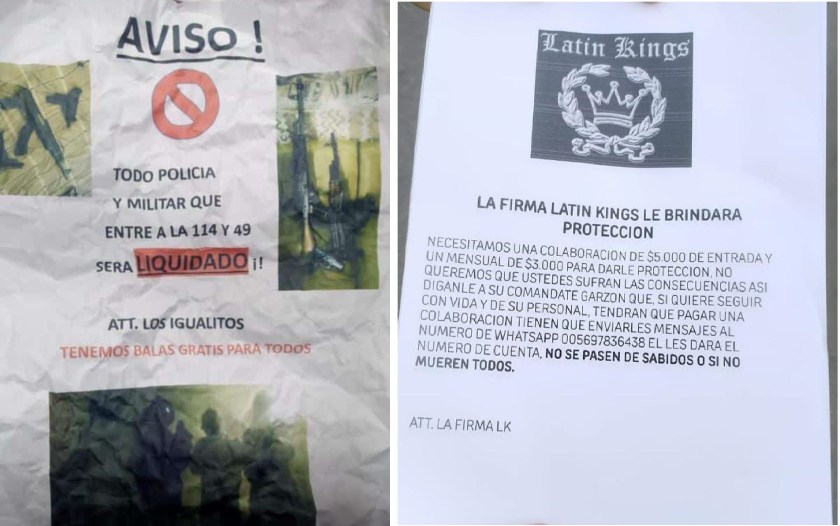 AVISO !
TODO POLICIA
Y MILITAR QUE
ENTRE A LA 114 Y 49
SERA LIQUIDADO ¡!
ATT. LOS IGUALITOS
TENEMOS BALAS GRATIS PARA TODOS
Latin Kings
LA FIRMA LATIN KINGS LE BRINDARA
PROTECCION
NECESITAMOS UNA COLABORACION DE $5.000 DE ENTRADA Y
UN MENSUAL DE $3.000 PARA DARLE PROTECCION, NO
QUEREMOS QUE USTEDES SUFRAN LAS CONSECUENCIAS ASI
DIGANLE A SU COMANDATE GARZON QUE, SI QUIERE SEGUIR
CON VIDA Y DE SU PERSONAL, TENDRAN QUE PAGAR UNA
COLABORACION TIENEN QUE ENVIARLES MENSAJES AL
NUMERO DE WHATSAPP 005697836438 EL LES DARA EL
NUMERO DE CUENTA, NO SE PASEN DE SABIDOS O SI NO
MUEREN TODOS.
ATT. LA FIRMA LK